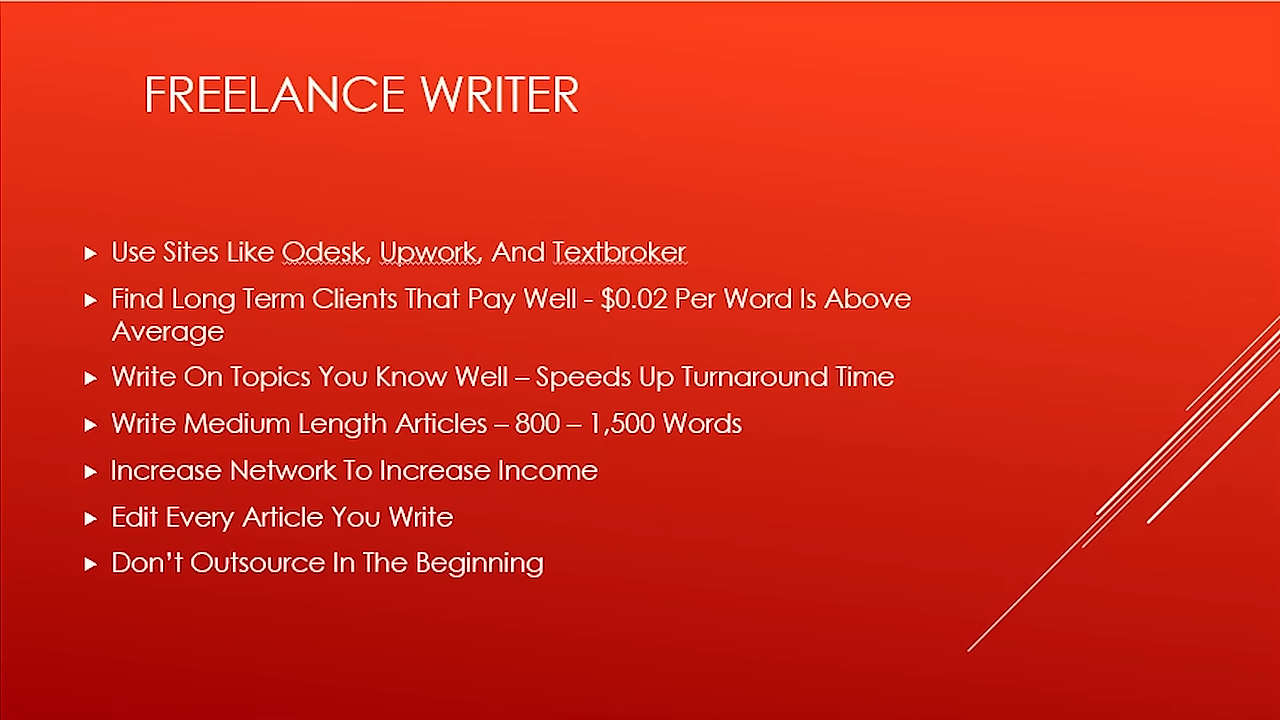 FREELANCE WRITER
Use Sites Like Odesk, Upwork, And Textbroker
Find Long Term Clients That Pay Well - $0.02 Per Word Is Above
Average
Write On Topics You Know Well – Speeds Up Turnaround Time
Write Medium Length Articles – 800 – 1,500 Words
Increase Network To Increase Income
Edit Every Article You Write
Don’t Outsource In The Beginning